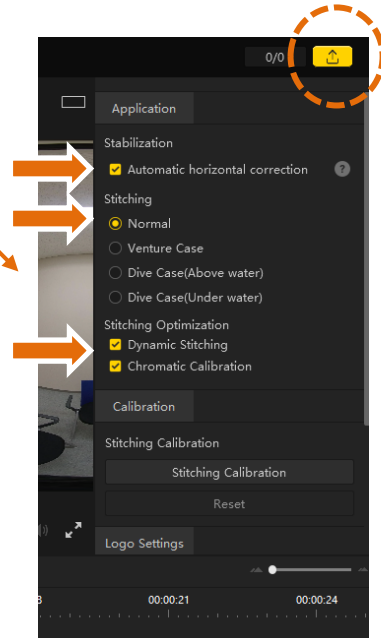 0/0
Application
Stabilization
Automatic horizontal correction ?
Stitching
Normal
Venture Case
Dive Case(Above water)
Dive Case(Under water)
Stitching Optimization
Dynamic Stitching
Chromatic Calibration
Calibration
Stitching Calibration
Stitching Calibration
Reset
Logo Settings
8 00:00:21 00:00:24